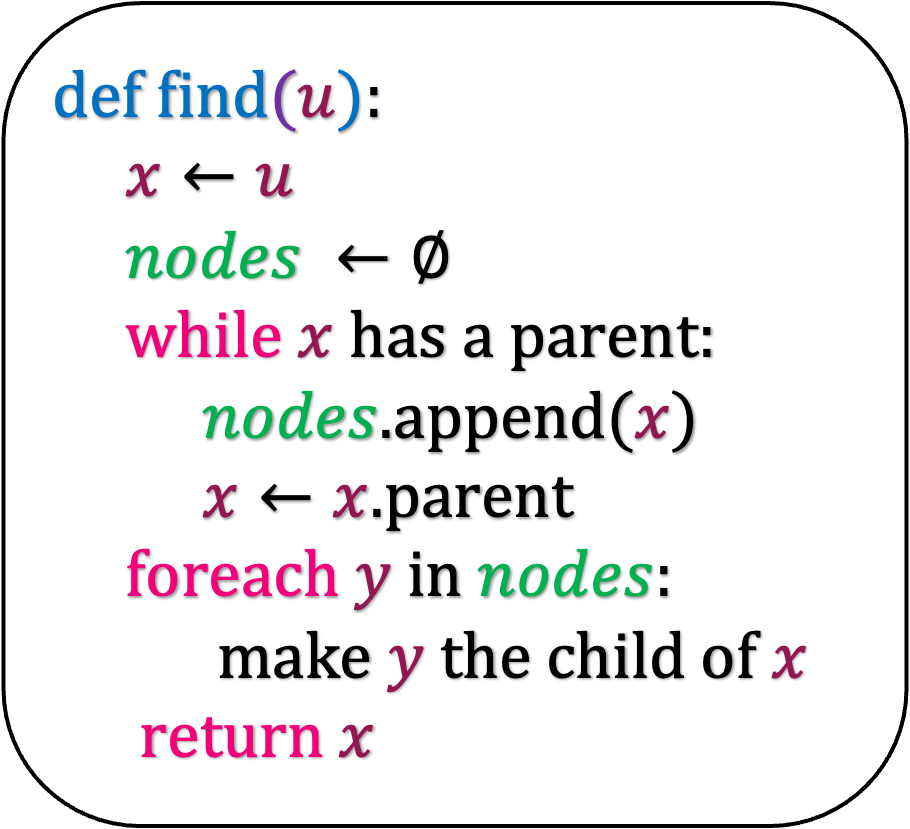 def find(u):
x ← u
nodes ← ∅
while x has a parent:
nodes.append(x)
x ← x.parent
foreach y in nodes:
make y the child of x
return x